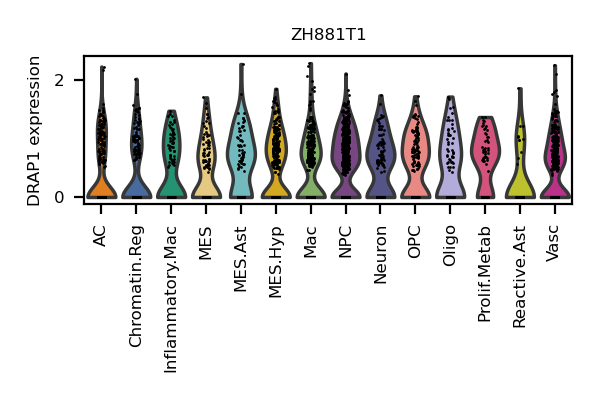 ZH881T1
DRAP1 expression
2
0
AC
Chromatin.Reg
Inflammatory.Mac
MES
MES.Ast
MES.Hyp
Mac
NPC
Neuron
OPC
Oligo
Prolif.Metab
Reactive.Ast
Vasc